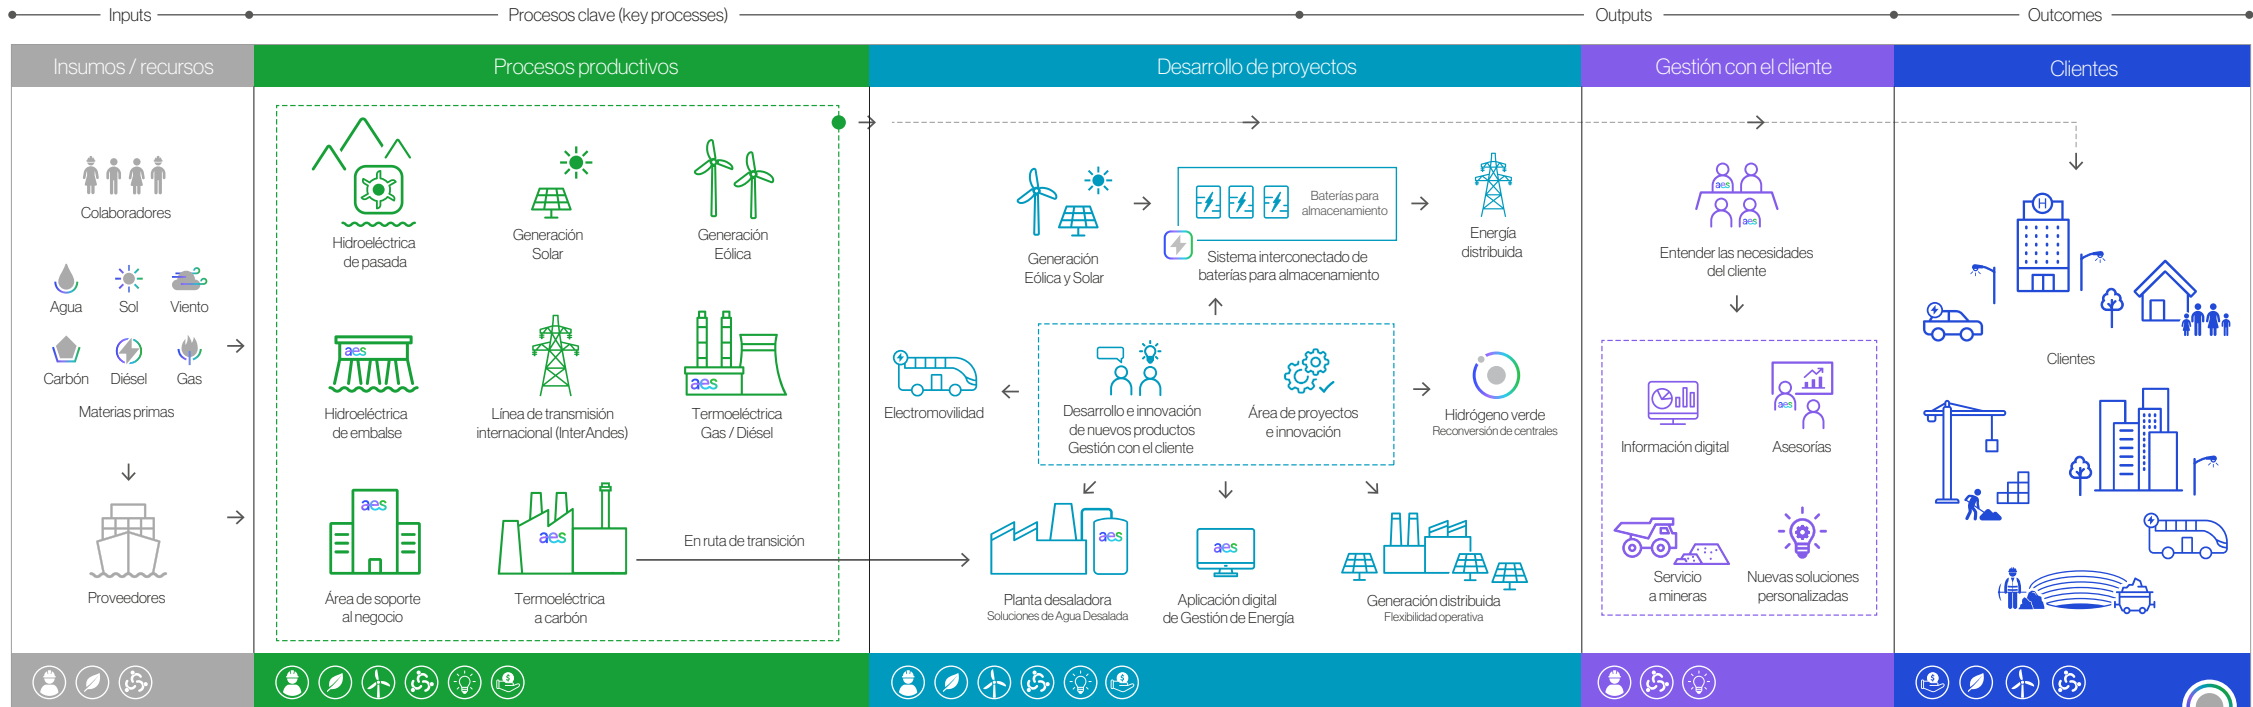 Inputs
Procesos clave (key processes)
Outputs
Outcomes
Insumos / recursos
Procesos productivos
Desarrollo de proyectos
Gestión con el cliente
Clientes
Colaboradores
Agua
Sol
Viento
Carbón
Diésel
Gas
Materias primas
Proveedores
Hidroeléctrica
de pasada
Generación
Solar
Generación
Eólica
aes
Hidroeléctrica
de embalse
Línea de transmisión
internacional (InterAndes)
aes
Termoeléctrica
Gas / Diésel
aes
Área de soporte
al negocio
aes
Termoeléctrica
a carbón
En ruta de transición
Generación
Eólica y Solar
Baterías para
almacenamiento
Sistema interconectado de
baterías para almacenamiento
Energía
distribuida
Electromovilidad
Desarrollo e innovación
de nuevos productos
Gestión con el cliente
Área de proyectos
e innovación
Hidrógeno verde
Reconversión de centrales
aes
Planta desaladora
Soluciones de Agua Desalada
aes
Aplicación digital
de Gestión de Energía
Generación distribuida
Flexibilidad operativa
aes
aes
Entender las necesidades
del cliente
Información digital
aes
Asesorías
Servicio
a mineras
Nuevas soluciones
personalizadas
H
Clientes
$
$
$